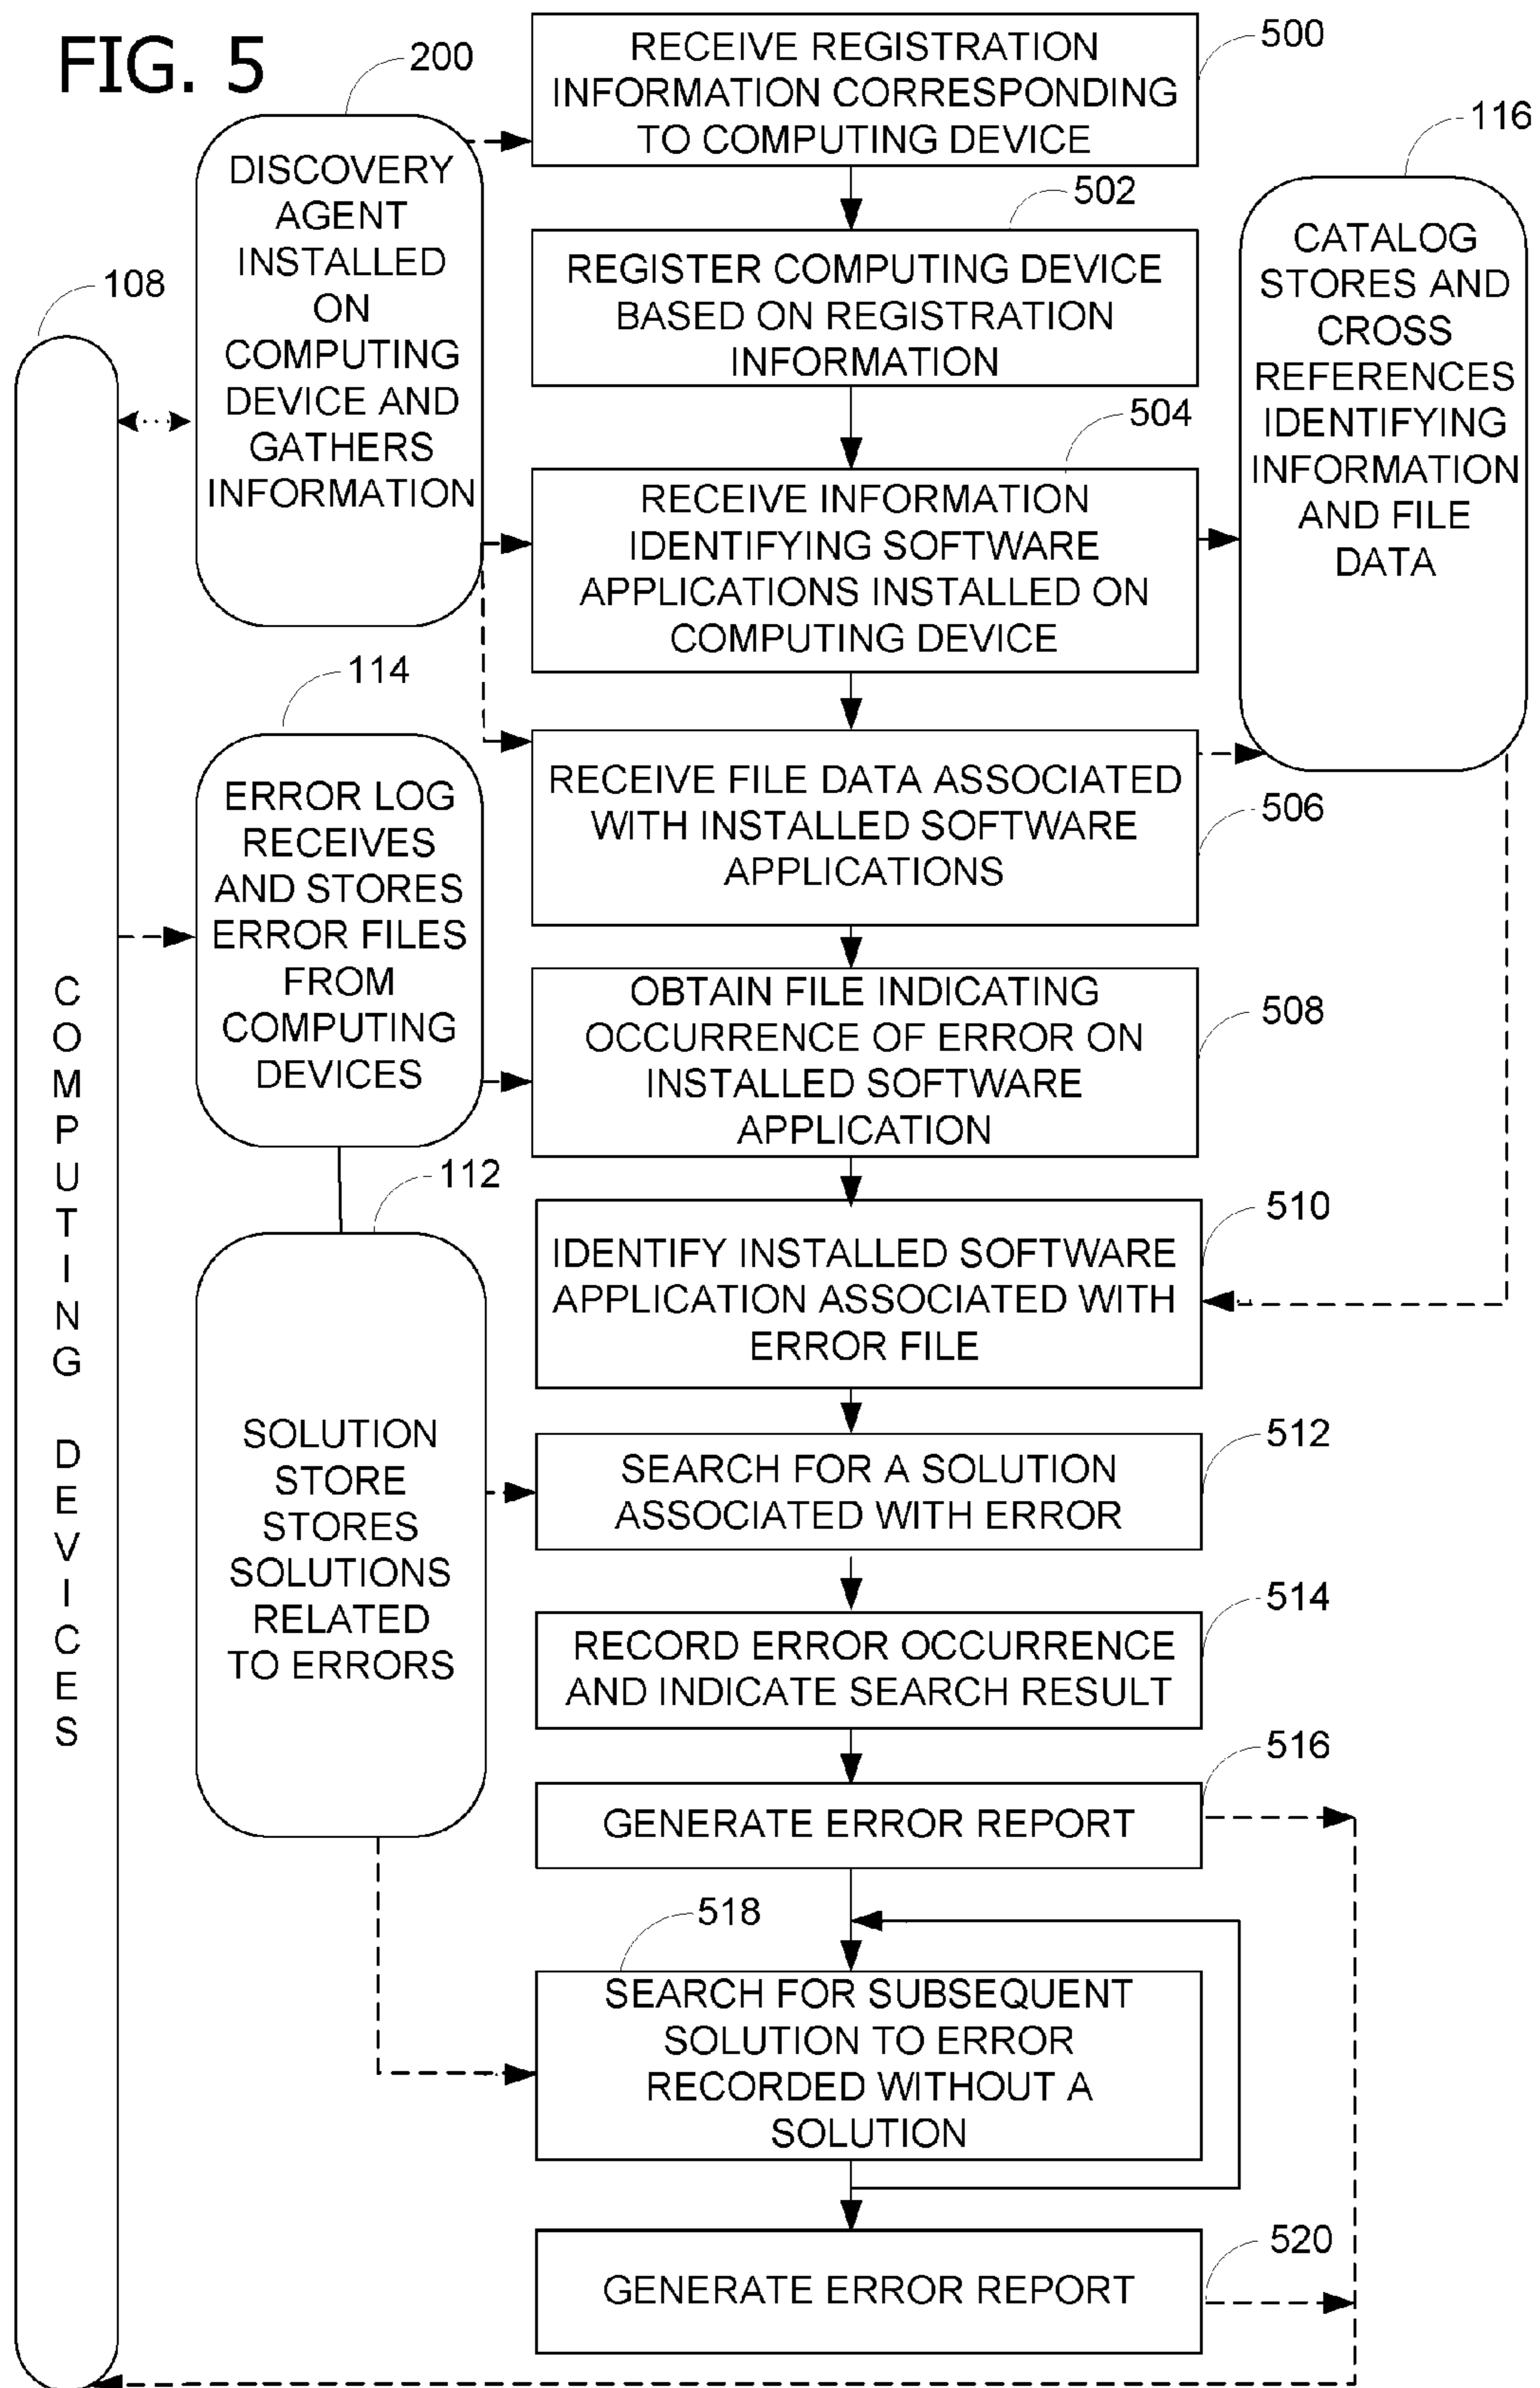 FIG. 5
200
DISCOVERY
AGENT
INSTALLED
ON
COMPUTING
DEVICE AND
GATHERS
INFORMATION
108
COMPUTING DEVICES
114
ERROR LOG
RECEIVES
AND STORES
ERROR FILES
FROM
COMPUTING
DEVICES
112
SOLUTION
STORE
STORES
SOLUTIONS
RELATED
TO ERRORS
RECEIVE REGISTRATION
INFORMATION CORRESPONDING
TO COMPUTING DEVICE
500
502
REGISTER COMPUTING DEVICE
BASED ON REGISTRATION
INFORMATION
504
RECEIVE INFORMATION
IDENTIFYING SOFTWARE
APPLICATIONS INSTALLED ON
COMPUTING DEVICE
116
CATALOG
STORES AND
CROSS
REFERENCES
IDENTIFYING
INFORMATION
AND FILE
DATA
RECEIVE FILE DATA ASSOCIATED
WITH INSTALLED SOFTWARE
APPLICATIONS
506
OBTAIN FILE INDICATING
OCCURRENCE OF ERROR ON
INSTALLED SOFTWARE
APPLICATION
508
IDENTIFY INSTALLED SOFTWARE
APPLICATION ASSOCIATED WITH
ERROR FILE
510
SEARCH FOR A SOLUTION
ASSOCIATED WITH ERROR
512
RECORD ERROR OCCURRENCE
AND INDICATE SEARCH RESULT
514
GENERATE ERROR REPORT
516
518
SEARCH FOR SUBSEQUENT
SOLUTION TO ERROR
RECORDED WITHOUT A
SOLUTION
GENERATE ERROR REPORT
520